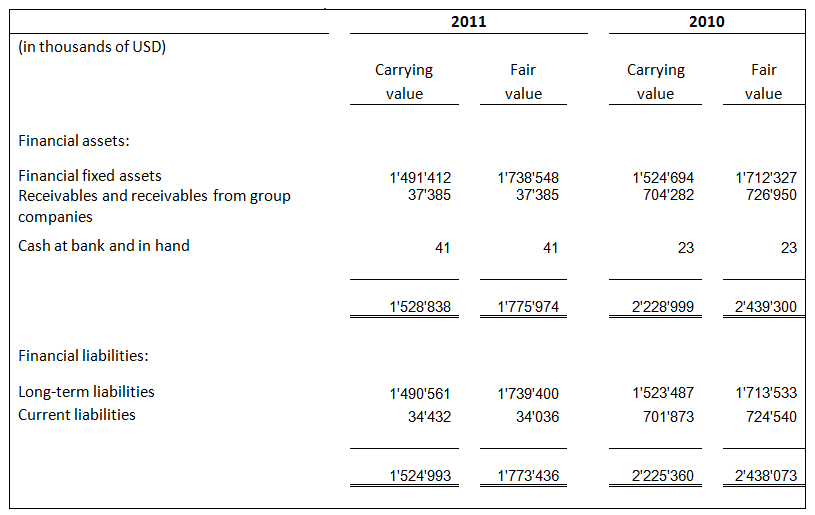 2011 2010
(in thousands of USD)
Carrying Fair Carrying Fair
value value value value
Financial assets:
Financial fixed assets 1'491'412 1'738'548 1'524'694 1'712'327
Receivables and receivables from group 37'385 37'385 704'282 726'950
companies
Cash at bank and in hand 41 41 23 23
1'528'838 1'775'974 2'228'999 2'439'300
Financial liabilities:
Long-term liabilities 1'490'561 1'739'400 1'523'487 1'713'533
Current liabilities 34'432 34'036 701'873 724'540
1'524'993 1'773'436 2'225'360 2'438'073